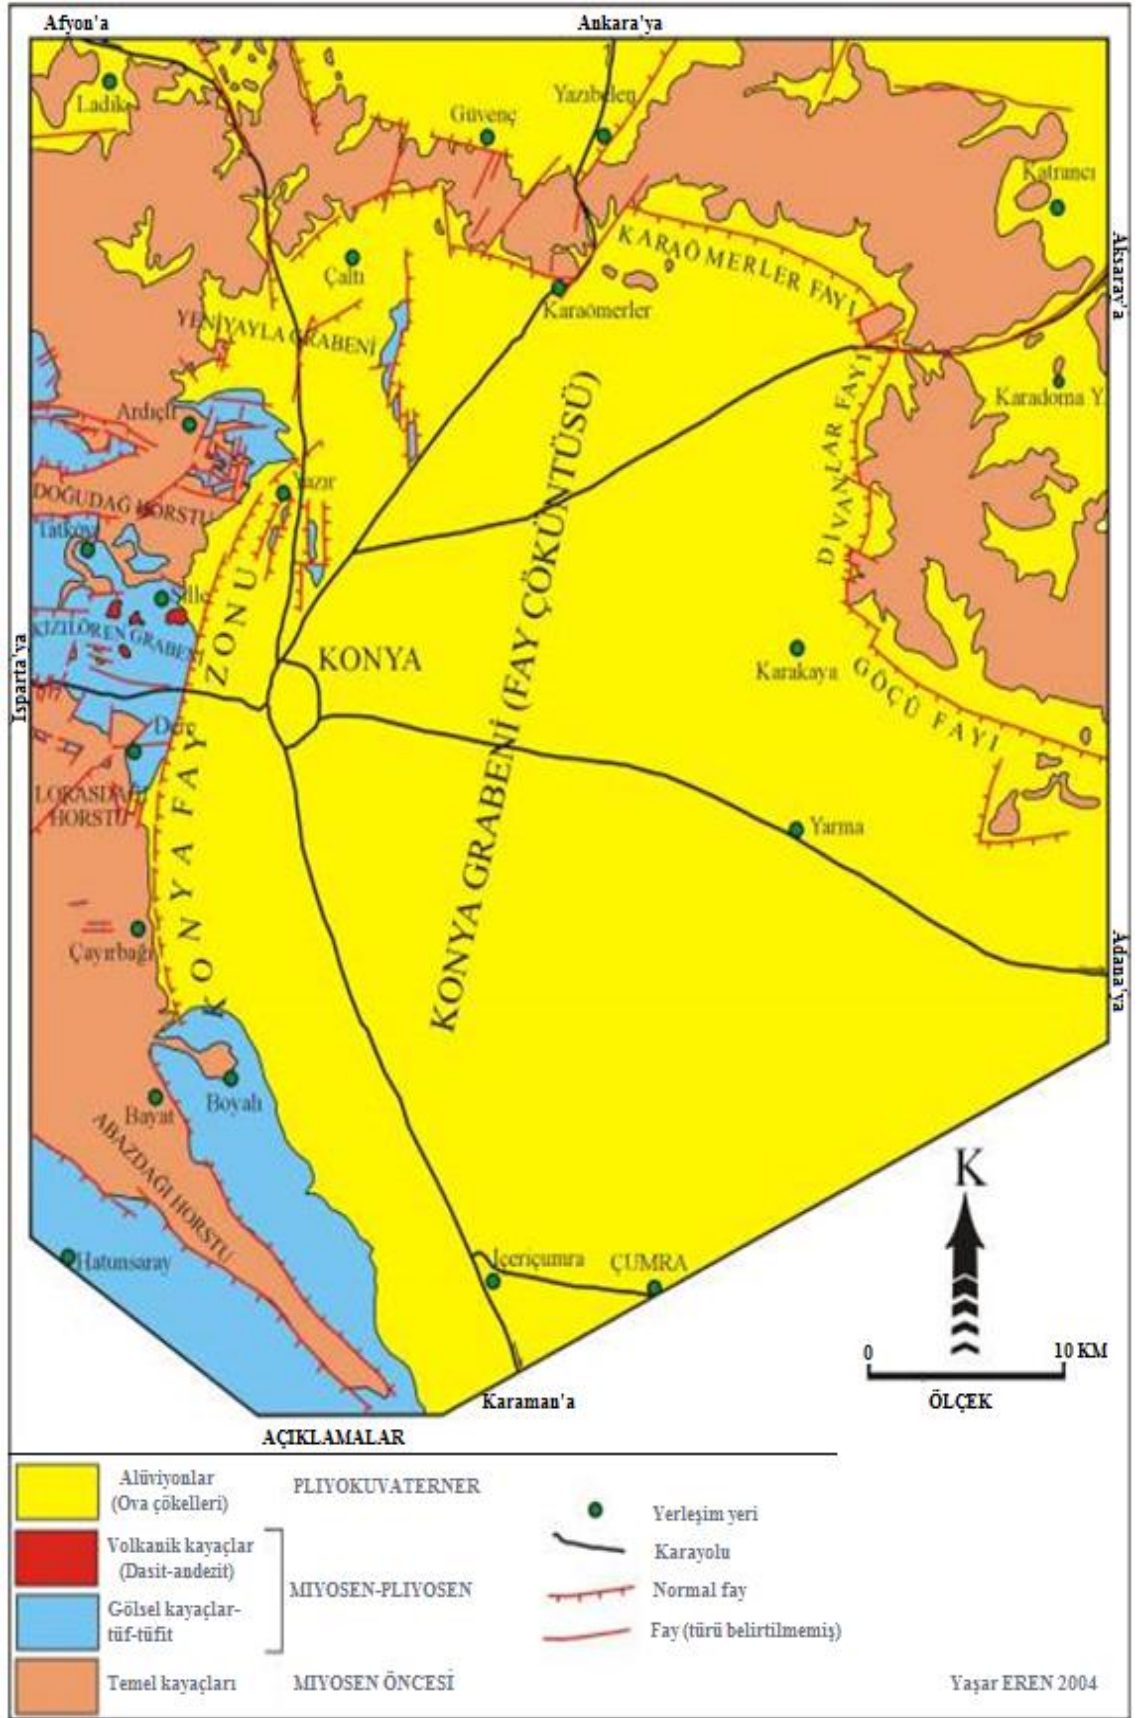 Afyon'a
Ankara'ya
Ladik
Güvenç
Yazıbelen
Katrancı
Aksaray'a
KARAÖMERLER FAYI
Çaltı
Karaömerler
YENİYAYLA GRABENİ
Karadoma Y.
Ardıçlı
DİVANLAR FAYI
Yazır
DOĞUDAĞ HORSTU
Tatköy
Sille
KIZILÖREN GRABENİ
Isparta'ya
KONYA
KONYA GRABENİ (FAY ÇÖKÜNTÜSÜ)
KONYA FAY ZONU
Karakaya
GÖÇÜ FAYI
Dere
LORASDAĞI
HORSTU
Yarma
Çayırbağı
Adana'ya
Bayat
Boyalı
ABAZDAĞI HORSTU
K
Hatunsaray
İçeriçumra
ÇUMRA
0 10 KM
ÖLÇEK
Karaman'a
AÇIKLAMALAR
Alüviyonlar
(Ova çökelleri)
PLIYOKUVATERNER
Volkanik kayaçlar
(Dasit-andezit)
MIYOSEN-PLIYOSEN
Gölsel kayaçlar-
tüf-tüfit
Temel kayaçları
MIYOSEN ÖNCESİ
Yerleşim yeri
Karayolu
Normal fay
Fay (türü belirtilmemiş)
Yaşar EREN 2004